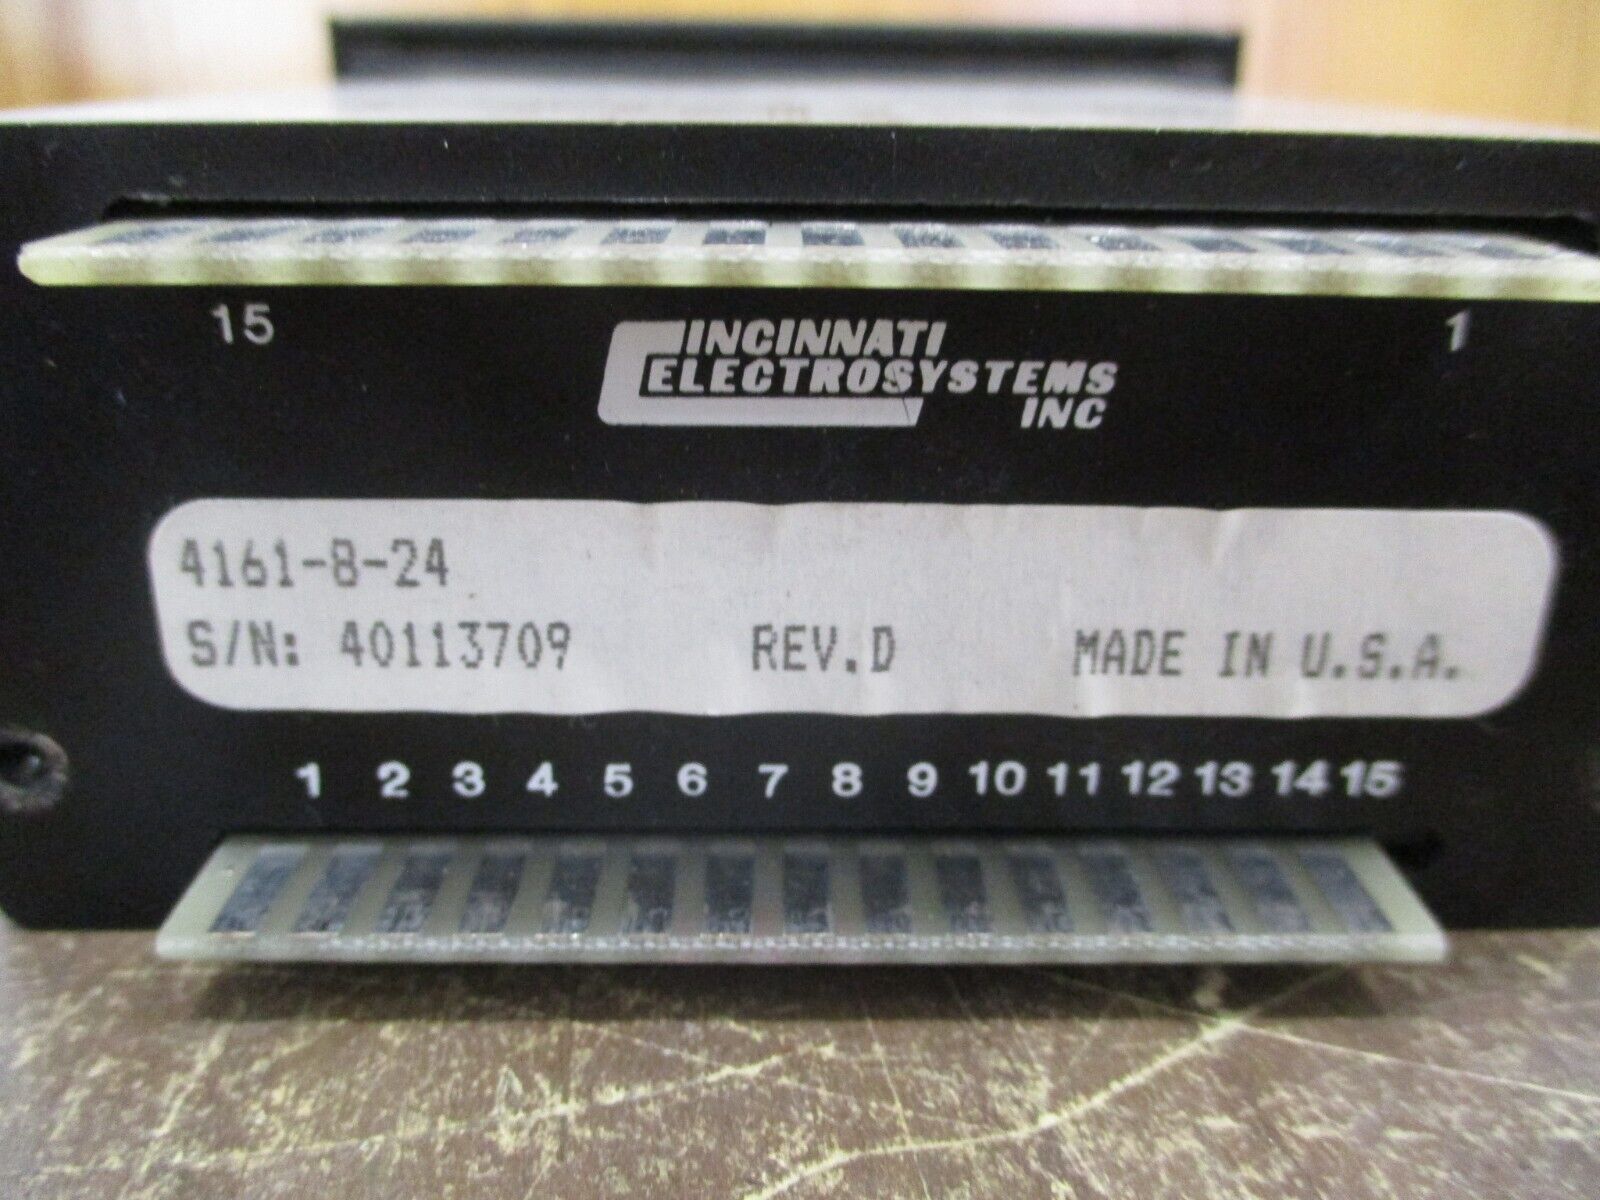 15 1
CINCINNATI
ELECTROSYSTEMS
INC
4161-8-24
S/N: 40113709 REV.D MADE IN U.S.A.
1 2 3 4 5 6 7 8 9 10 11 12 13 14 15